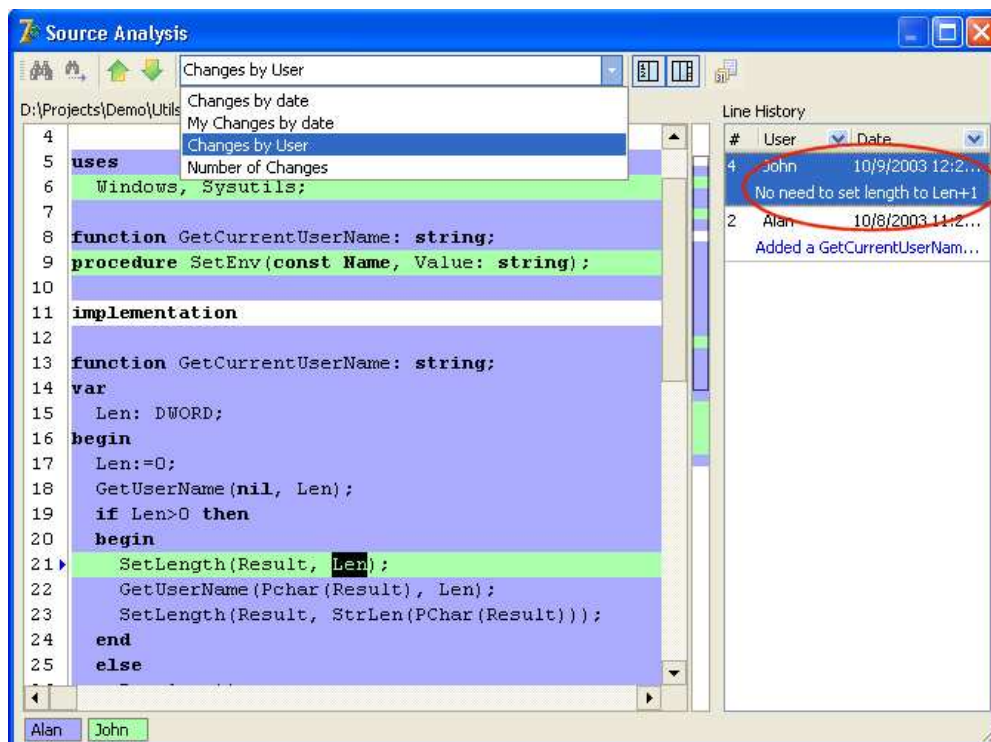 Source Analysis
Changes by User
D:\Projects\Demo\Utils
Changes by date
My Changes by date
Changes by User
Number of Changes
Line History
# User Date
4 John 10/9/2003 12:2...
No need to set length to Len+1
2 Alan 10/8/2003 11:2...
Added a GetCurrentUserNam...
4
5 uses
6 Windows, Sysutils;
7
8 function GetCurrentUserName: string;
9 procedure SetEnv(const Name, Value: string);
10
11 implementation
12
13 function GetCurrentUserName: string;
14 var
15 Len: DWORD;
16 begin
17 Len:=0;
18 GetUserName(nil, Len);
19 if Len>0 then
20 begin
21 SetLength(Result, Len);
22 GetUserName(Pchar(Result), Len);
23 SetLength(Result, StrLen(PChar(Result)));
24 end
25 else
Alan John